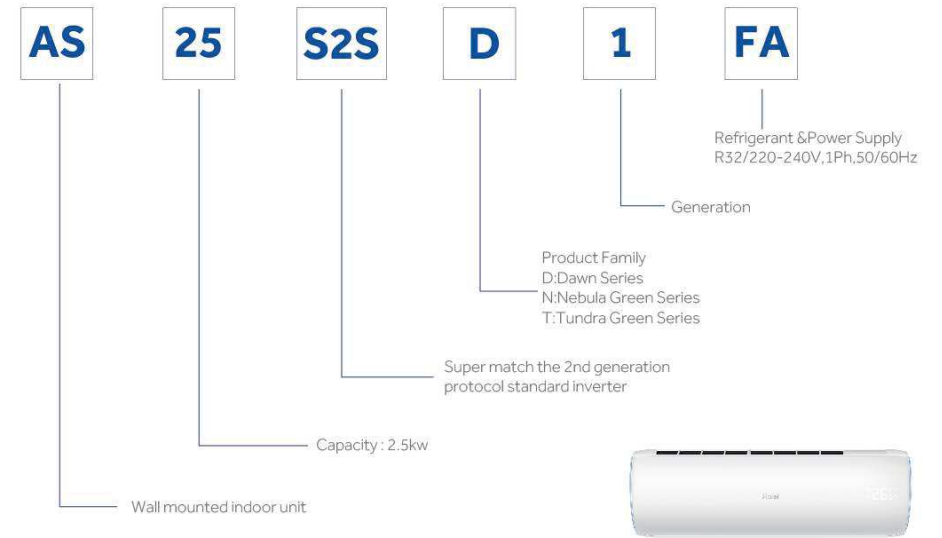 AS 25 S2S D 1 FA
Refrigerant &Power Supply
R32/220-240V,1Ph,50/60Hz
Generation
Product Family
D:Dawn Series
N:Nebula Green Series
T:Tundra Green Series
Super match the 2nd generation
protocol standard inverter
Capacity : 2.5kw
Wall mounted indoor unit